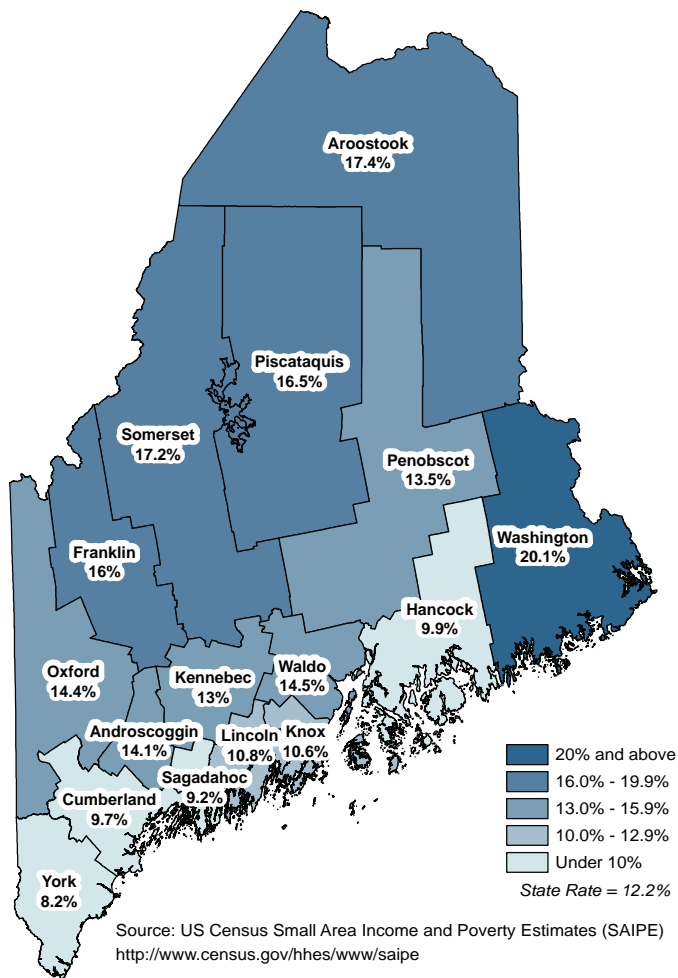 Aroostook
17.4%
Piscataquis
16.5%
Somerset
17.2%
Penobscot
13.5%
Washington
20.1%
Franklin
16%
Hancock
9.9%
Oxford
14.4%
Kennebec
13%
Waldo
14.5%
Androscoggin
14.1%
Lincoln
10.8%
Knox
10.6%
Sagadahoc
9.2%
Cumberland
9.7%
York
8.2%
20% and above
16.0% - 19.9%
13.0% - 15.9%
10.0% - 12.9%
Under 10%
State Rate = 12.2%
Source: US Census Small Area Income and Poverty Estimates (SAIPE)
http://www.census.gov/hhes/www/saipe